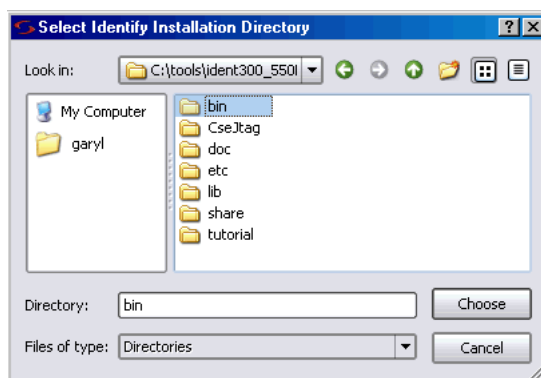 Select Identify Installation Directory
Look in: C:\tools\ident300_550
My Computer
garyl
bin
CseJtag
doc
etc
lib
share
tutorial
Directory: bin Choose
Files of type: Directories Cancel